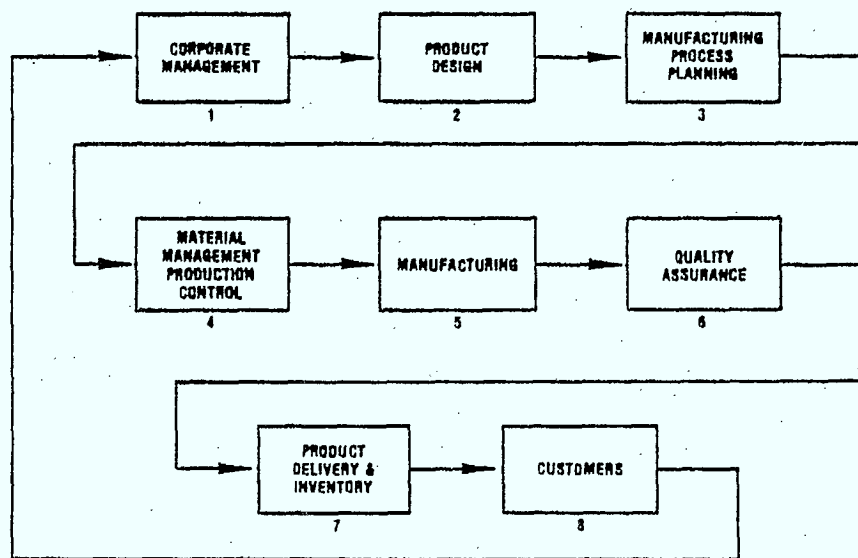 CORPORATE
MANAGEMENT
1
PRODUCT
DESIGN
2
MANUFACTURING
PROCESS
PLANNING
3
MATERIAL
MANAGEMENT
PRODUCTION
CONTROL
4
MANUFACTURING
5
QUALITY
ASSURANCE
6
PRODUCT
DELIVERY &
INVENTORY
7
CUSTOMERS
8